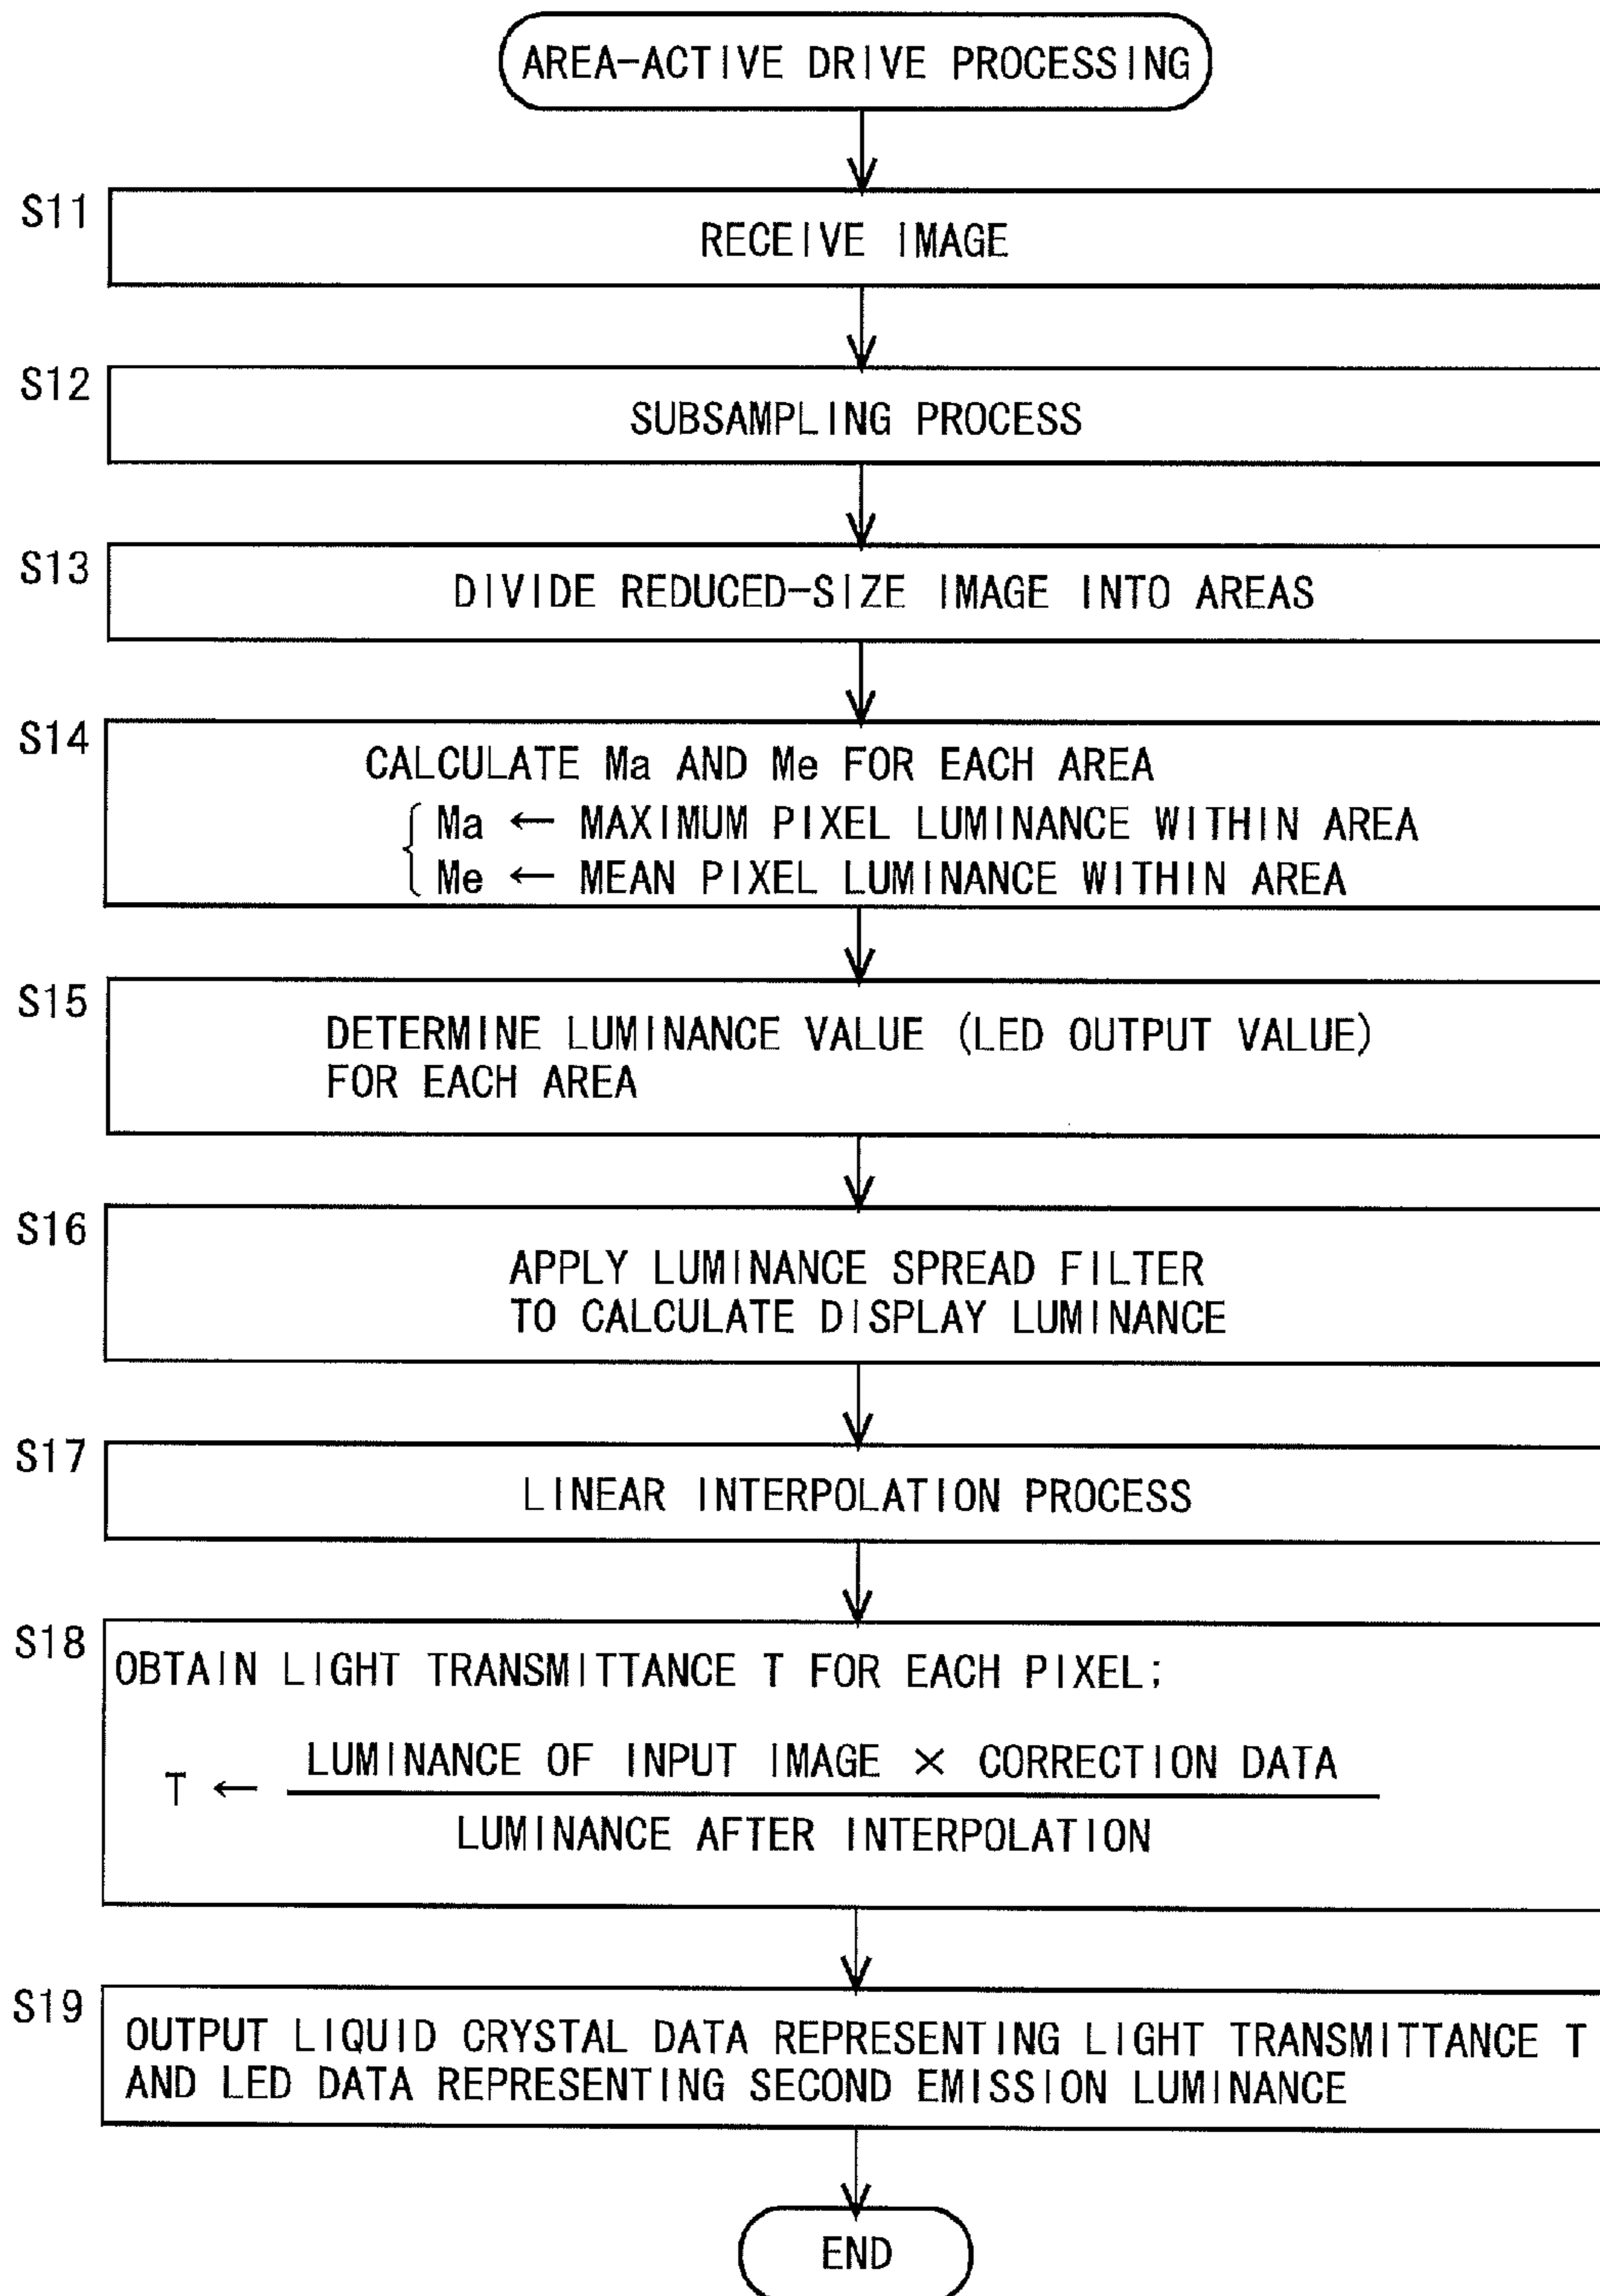 AREA-ACTIVE DRIVE PROCESSING
S11
RECEIVE IMAGE
S12
SUBSAMPLING PROCESS
S13
DIVIDE REDUCED-SIZE IMAGE INTO AREAS
S14
CALCULATE Ma AND Me FOR EACH AREA
Ma ← MAXIMUM PIXEL LUMINANCE WITHIN AREA
Me ← MEAN PIXEL LUMINANCE WITHIN AREA
S15
DETERMINE LUMINANCE VALUE (LED OUTPUT VALUE)
FOR EACH AREA
S16
APPLY LUMINANCE SPREAD FILTER
TO CALCULATE DISPLAY LUMINANCE
S17
LINEAR INTERPOLATION PROCESS
S18
OBTAIN LIGHT TRANSMITTANCE T FOR EACH PIXEL;
LUMINANCE OF INPUT IMAGE × CORRECTION DATA
T ←
LUMINANCE AFTER INTERPOLATION
S19
OUTPUT LIQUID CRYSTAL DATA REPRESENTING LIGHT TRANSMITTANCE T
AND LED DATA REPRESENTING SECOND EMISSION LUMINANCE
END